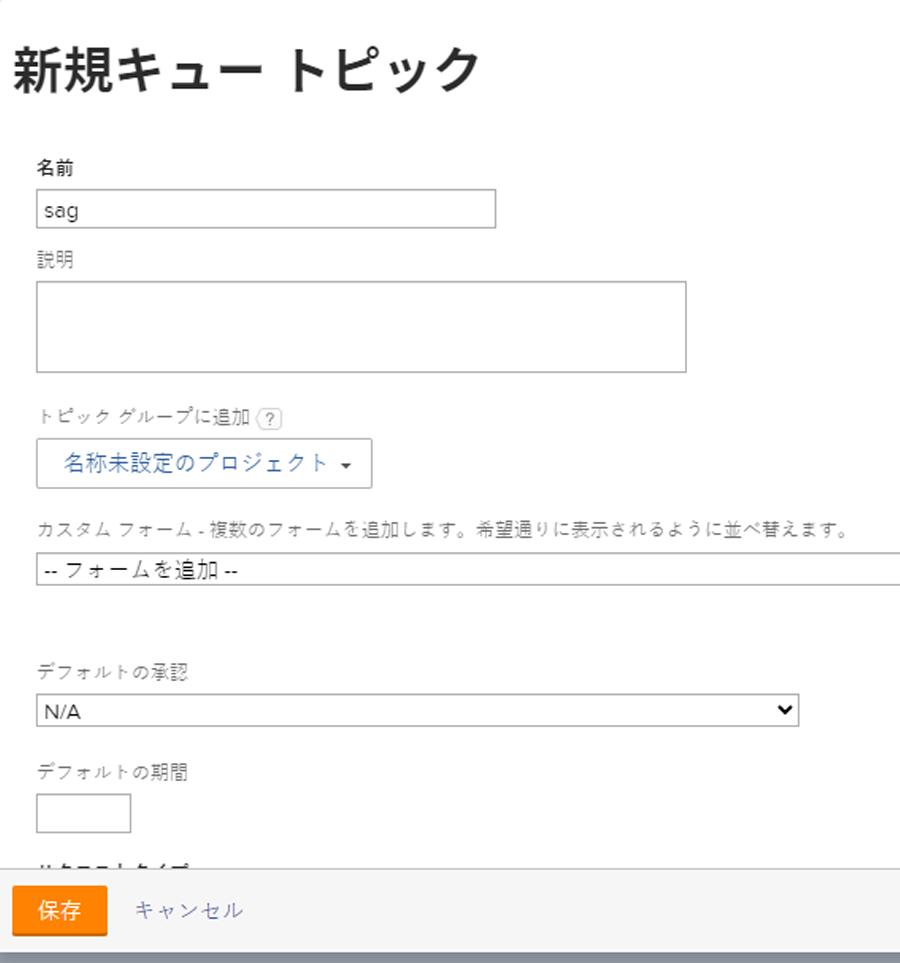 新規キュー トピック
名前
sag
説明
トピック グループに追加 ?
名称未設定のプロジェクト
カスタム フォーム - 複数のフォームを追加します。希望通りに表示されるように並べ替えます。
-- フォームを追加 --
デフォルトの承認
N/A
デフォルトの期間
保存 キャンセル